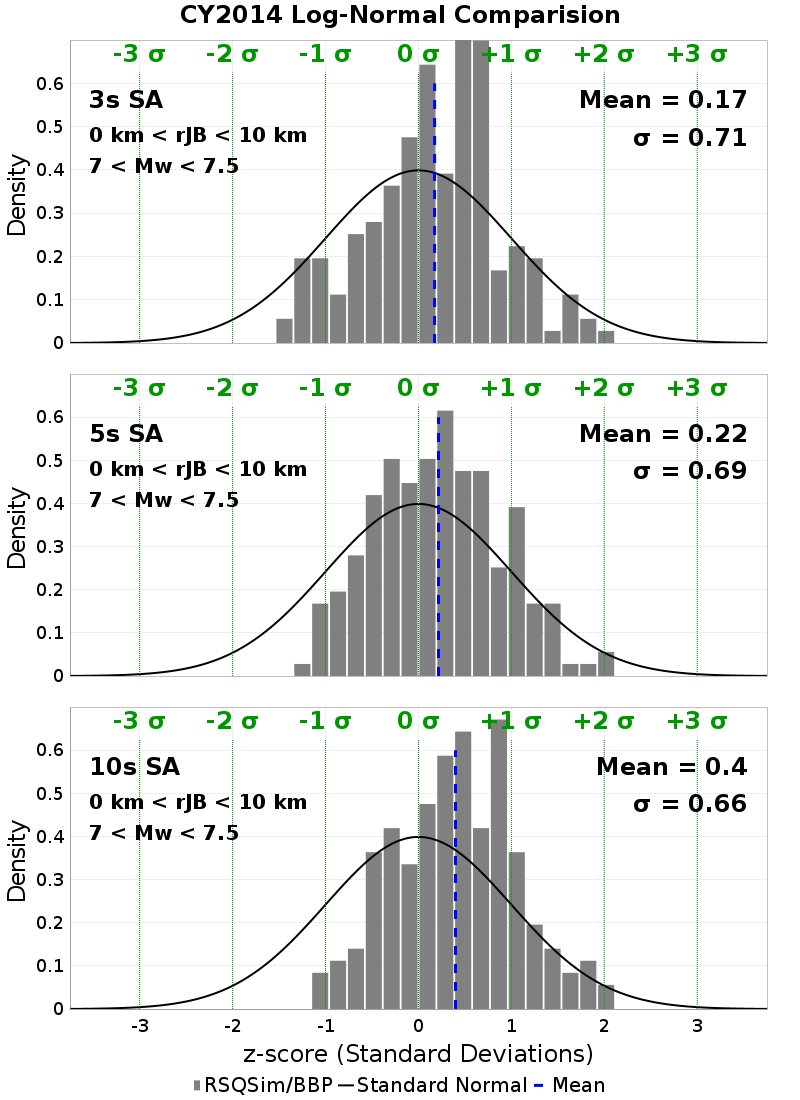 CY2014 Log-Normal Comparision
-3 σ -2 σ -1 σ 0 σ +1 σ +2 σ +3 σ
3s SA Mean = 0.17
0 km < rJB < 10 km σ = 0.71
7 < Mw < 7.5
Density
0.6
0.5
0.4
0.3
0.2
0.1
0
-3 σ -2 σ -1 σ 0 σ +1 σ +2 σ +3 σ
5s SA Mean = 0.22
0 km < rJB < 10 km σ = 0.69
7 < Mw < 7.5
Density
0.6
0.5
0.4
0.3
0.2
0.1
0
-3 σ -2 σ -1 σ 0 σ +1 σ +2 σ +3 σ
10s SA Mean = 0.4
0 km < rJB < 10 km σ = 0.66
7 < Mw < 7.5
Density
0.6
0.5
0.4
0.3
0.2
0.1
0
-3 -2 -1 0 1 2 3
z-score (Standard Deviations)
RSQSim/BBP Standard Normal Mean